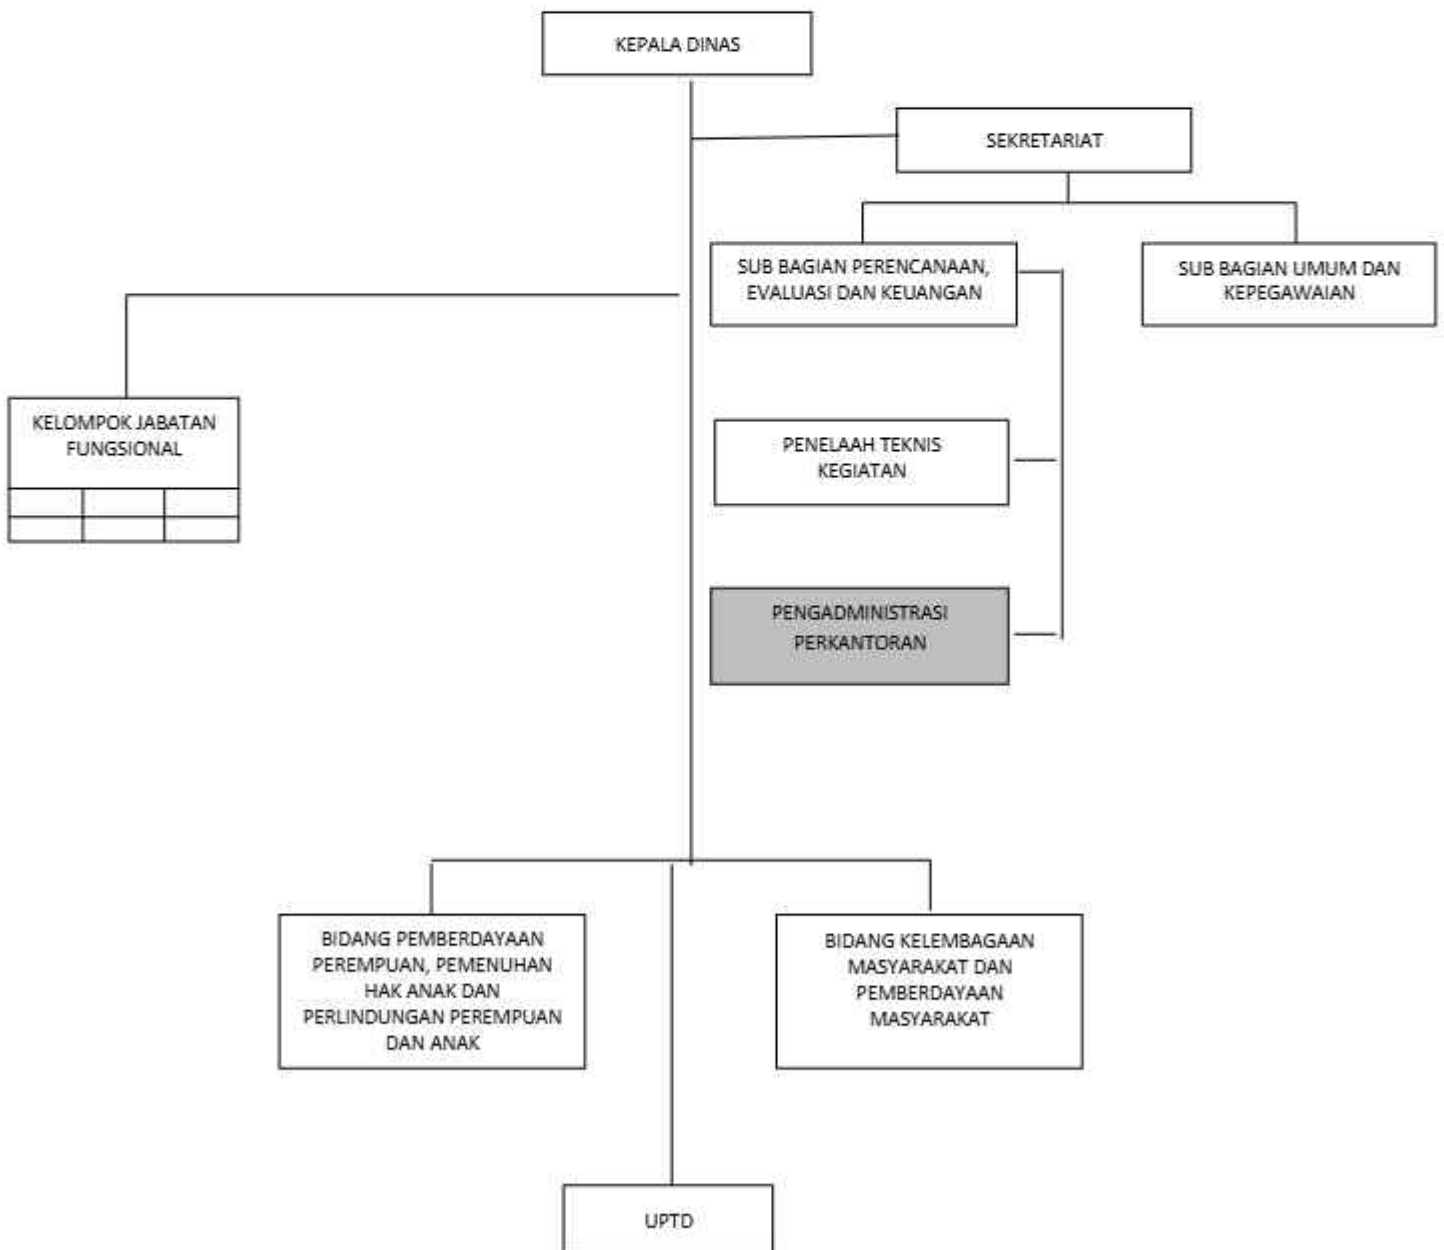 KEPALA DINAS
SEKRETARIAT
SUB BAGIAN PERENCANAAN,
EVALUASI DAN KEUANGAN
SUB BAGIAN UMUM DAN
KEPEGAWAIAN
KELOMPOK JABATAN
FUNGSIONAL
PENELAAH TEKNIS
KEGIATAN
PENGADMINISTRASI
PERKANTORAN
BIDANG PEMBERDAYAAN
PEREMPUAN, PEMENUHAN
HAK ANAK DAN
PERLINDUNGAN PEREMPUAN
DAN ANAK
BIDANG KELEMBAGAAN
MASYARAKAT DAN
PEMBERDAYAAN
MASYARAKAT
UPTD